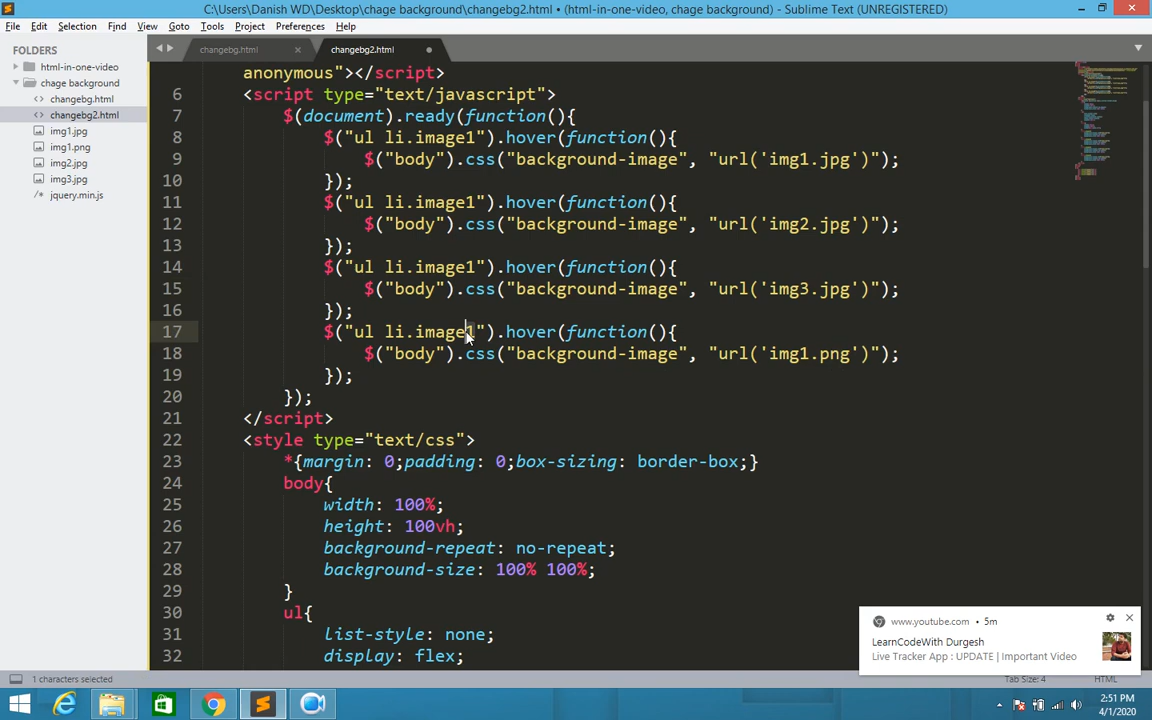 C:\Users\Danish WD\Desktop\chage background\changebg2.html • (html-in-one-video, chage background) - Sublime Text (UNREGISTERED)
File Edit Selection Find View Goto Tools Project Preferences Help
FOLDERS
html-in-one-video
chage background
changebg.html
changebg2.html
img1.jpg
img1.png
img2.jpg
img3.jpg
jquery.min.js
changebg.html
changebg2.html
anonymous"></script>
6 <script type="text/javascript">
7 $(document).ready(function(){
8 $("ul li.image1").hover(function(){
9 $("body").css("background-image", "url('img1.jpg')");
10 });
11 $("ul li.image1").hover(function(){
12 $("body").css("background-image", "url('img2.jpg')");
13 });
14 $("ul li.image1").hover(function(){
15 $("body").css("background-image", "url('img3.jpg')");
16 });
17 $("ul li.image1").hover(function(){
18 $("body").css("background-image", "url('img1.png')");
19 });
20 });
21 </script>
22 <style type="text/css">
23 *{margin: 0;padding: 0;box-sizing: border-box;}
24 body{
25 width: 100%;
26 height: 100vh;
27 background-repeat: no-repeat;
28 background-size: 100% 100%;
29 }
30 ul{
31 list-style: none;
32 display: flex;
www.youtube.com • 5m
LearnCodeWith Durgesh
Live Tracker App : UPDATE | Important Video
1 characters selected
Tab Size: 4
HTML
2:51 PM
4/1/2020